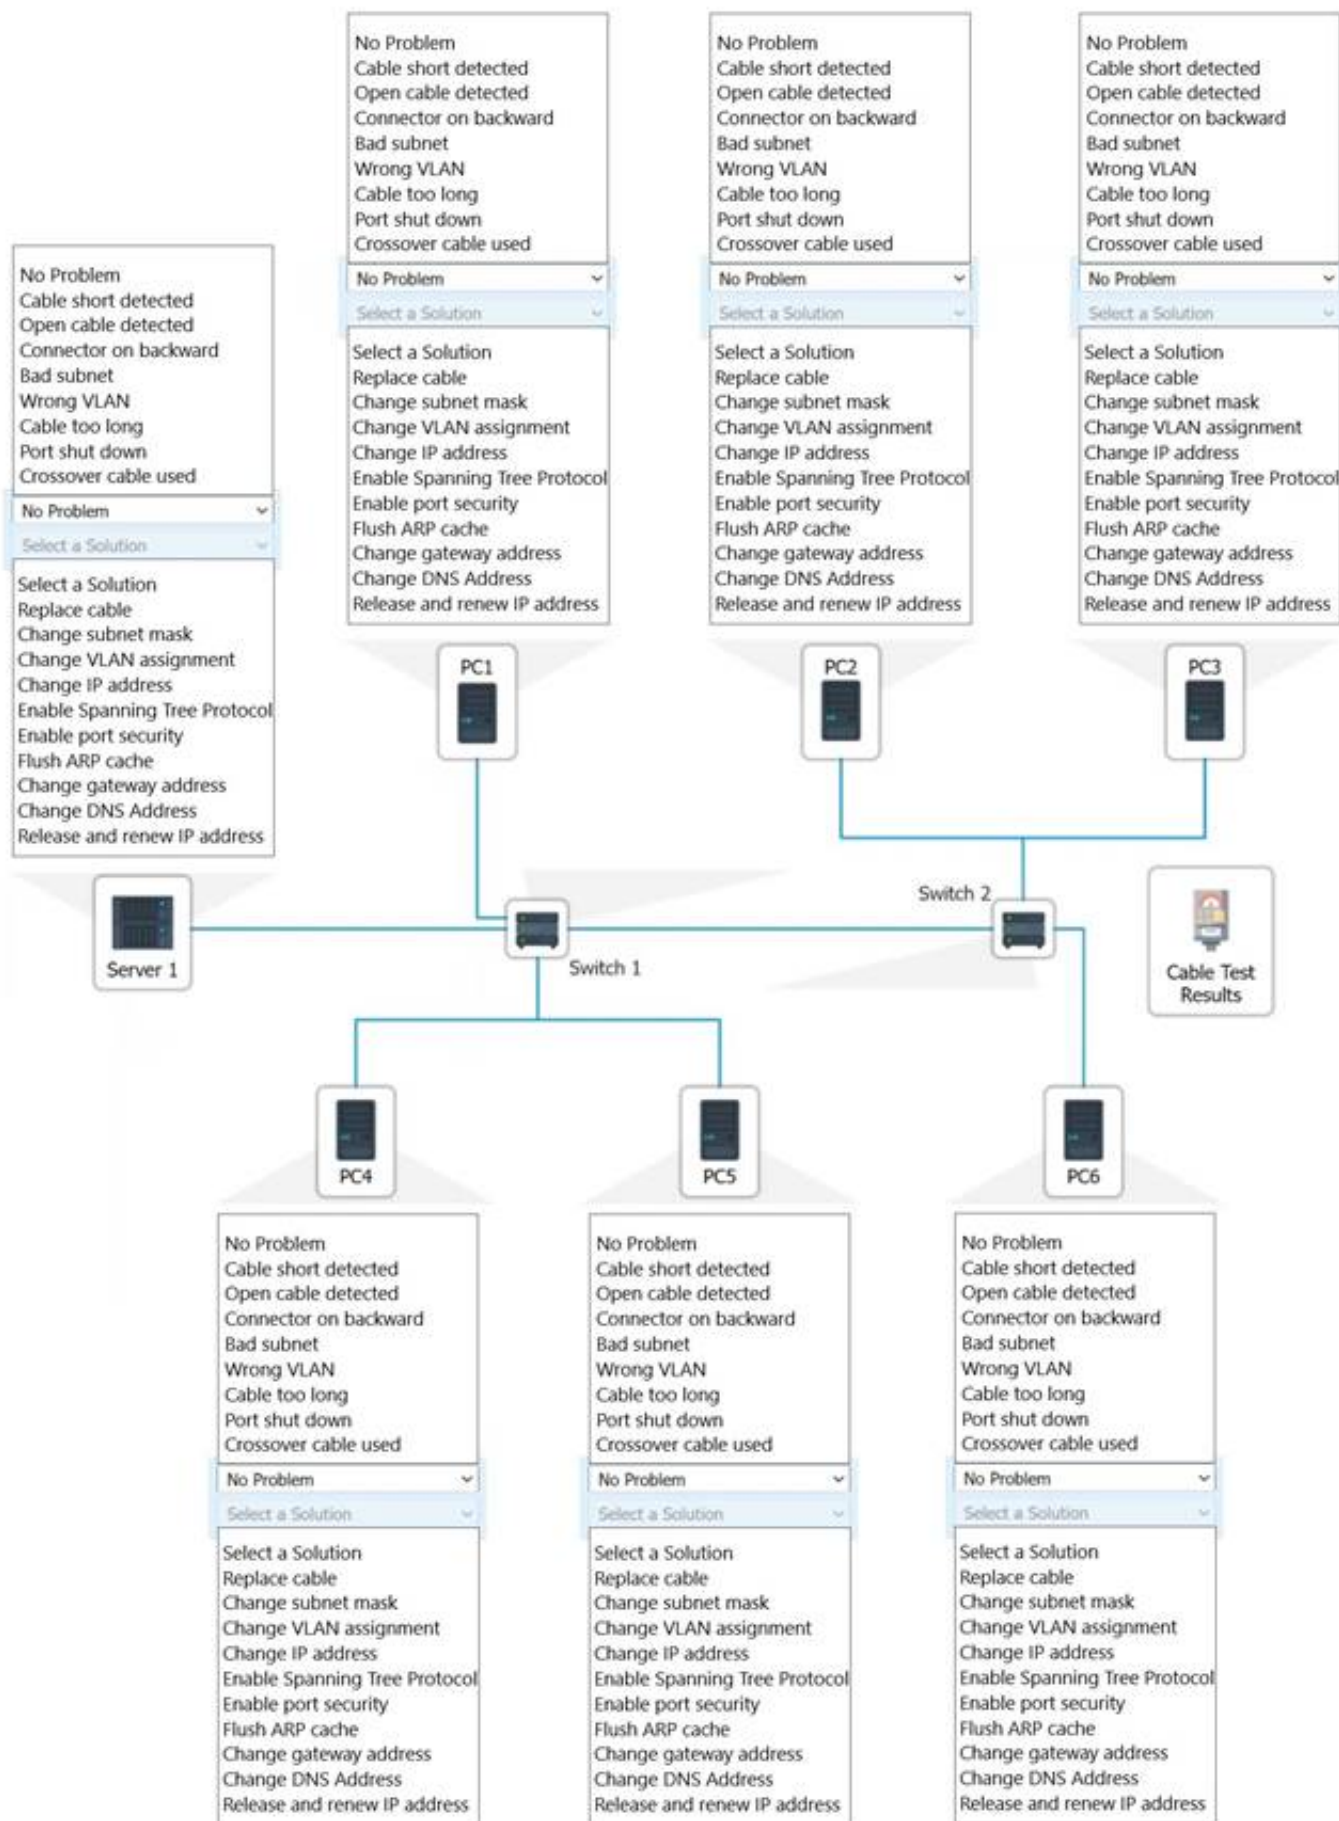 No Problem
Cable short detected
Open cable detected
Connector on backward
Bad subnet
Wrong VLAN
Cable too long
Port shut down
Crossover cable used
No Problem
Select a Solution
Select a Solution
Replace cable
Change subnet mask
Change VLAN assignment
Change IP address
Enable Spanning Tree Protocol
Enable port security
Flush ARP cache
Change gateway address
Change DNS Address
Release and renew IP address
PC1
No Problem
Cable short detected
Open cable detected
Connector on backward
Bad subnet
Wrong VLAN
Cable too long
Port shut down
Crossover cable used
No Problem
Select a Solution
Select a Solution
Replace cable
Change subnet mask
Change VLAN assignment
Change IP address
Enable Spanning Tree Protocol
Enable port security
Flush ARP cache
Change gateway address
Change DNS Address
Release and renew IP address
PC2
No Problem
Cable short detected
Open cable detected
Connector on backward
Bad subnet
Wrong VLAN
Cable too long
Port shut down
Crossover cable used
No Problem
Select a Solution
Select a Solution
Replace cable
Change subnet mask
Change VLAN assignment
Change IP address
Enable Spanning Tree Protocol
Enable port security
Flush ARP cache
Change gateway address
Change DNS Address
Release and renew IP address
PC3
No Problem
Cable short detected
Open cable detected
Connector on backward
Bad subnet
Wrong VLAN
Cable too long
Port shut down
Crossover cable used
No Problem
Select a Solution
Select a Solution
Replace cable
Change subnet mask
Change VLAN assignment
Change IP address
Enable Spanning Tree Protocol
Enable port security
Flush ARP cache
Change gateway address
Change DNS Address
Release and renew IP address
Server 1
Switch 1
Switch 2
Cable Test
Results
PC4
No Problem
Cable short detected
Open cable detected
Connector on backward
Bad subnet
Wrong VLAN
Cable too long
Port shut down
Crossover cable used
No Problem
Select a Solution
Select a Solution
Replace cable
Change subnet mask
Change VLAN assignment
Change IP address
Enable Spanning Tree Protocol
Enable port security
Flush ARP cache
Change gateway address
Change DNS Address
Release and renew IP address
PC5
No Problem
Cable short detected
Open cable detected
Connector on backward
Bad subnet
Wrong VLAN
Cable too long
Port shut down
Crossover cable used
No Problem
Select a Solution
Select a Solution
Replace cable
Change subnet mask
Change VLAN assignment
Change IP address
Enable Spanning Tree Protocol
Enable port security
Flush ARP cache
Change gateway address
Change DNS Address
Release and renew IP address
PC6
No Problem
Cable short detected
Open cable detected
Connector on backward
Bad subnet
Wrong VLAN
Cable too long
Port shut down
Crossover cable used
No Problem
Select a Solution
Select a Solution
Replace cable
Change subnet mask
Change VLAN assignment
Change IP address
Enable Spanning Tree Protocol
Enable port security
Flush ARP cache
Change gateway address
Change DNS Address
Release and renew IP address